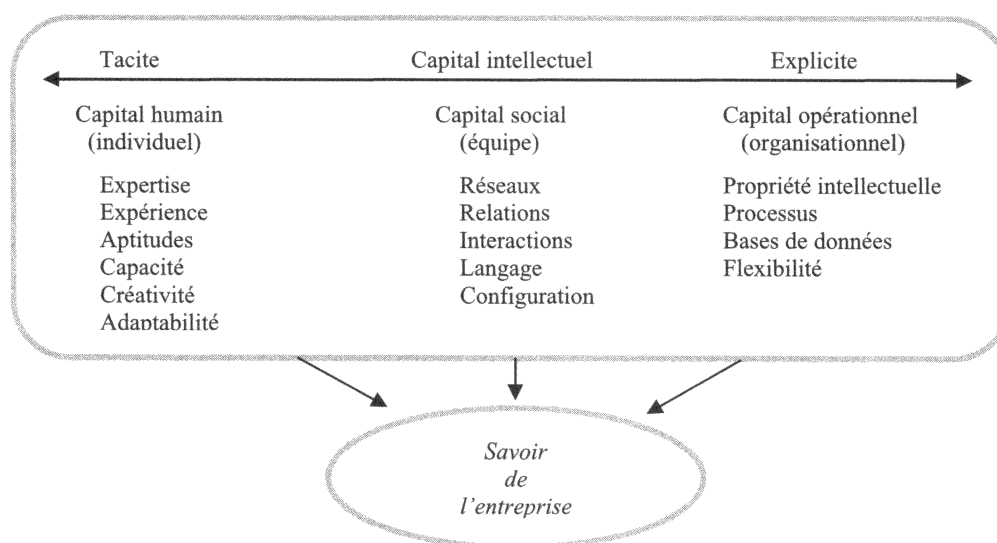 Tacite Capital intellectuel Explicite
Capital humain Capital social Capital opérationnel
(individuel) (équipe) (organisationnel)
Expertise Réseaux Propriété intellectuelle
Expérience Relations Processus
Aptitudes Interactions Bases de données
Capacité Langage Flexibilité
Créativité Configuration
Adaptabilité
Savoir
de
l'entreprise